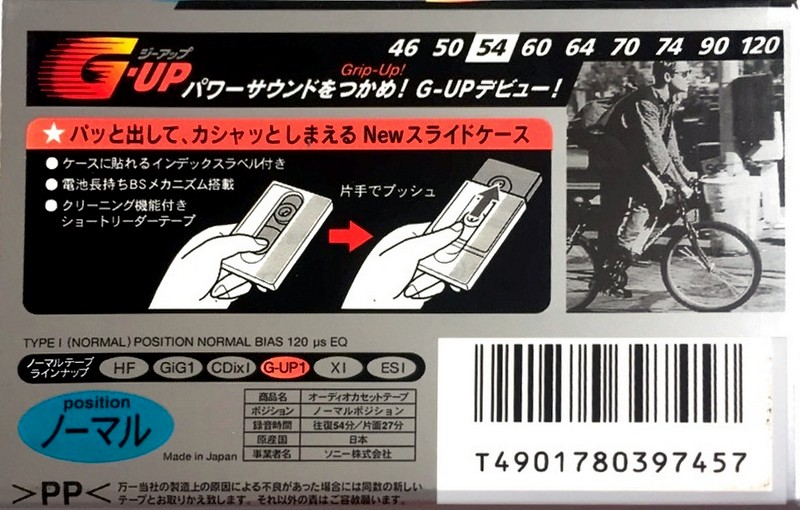 ジーアップ
G-UP
46 50 54 60 64 70 74 90 120
Grip-Up!
パワーサウンドをつかめ! G-UPデビュー!
★ パッと出して、カシャッとしまえる Newスライドケース
● ケースに貼れるインデックスラベル付き
● 電池長持ちBSメカニズム搭載
● クリーニング機能付き
ショートリーダーテープ
片手でプッシュ
TYPE I (NORMAL) POSITION NORMAL BIAS 120 μs EQ
ノーマルテープ
ラインナップ
HF GiG1 CDixI G-UP1 XI ESI
position
ノーマル
Made in Japan
商品名 オーディオカセットテープ
ポジション ノーマルポジション
録音時間 往復54分/片面27分
原産国 日本
事業者名 ソニー株式会社
T4901780397457
>PP<
万一当社の製造上の原因による不良があった場合には同数の新しい
テープとお取りかえ致します。それ以外の責はご容赦願います。